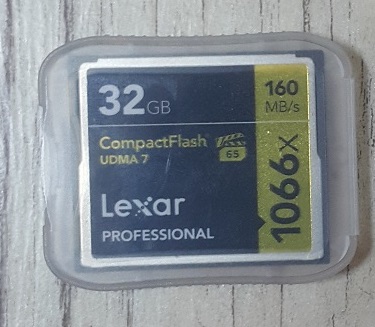 32GB
160
MB/s
CompactFlash
UDMA 7
65
Lexar
PROFESSIONAL
1066x